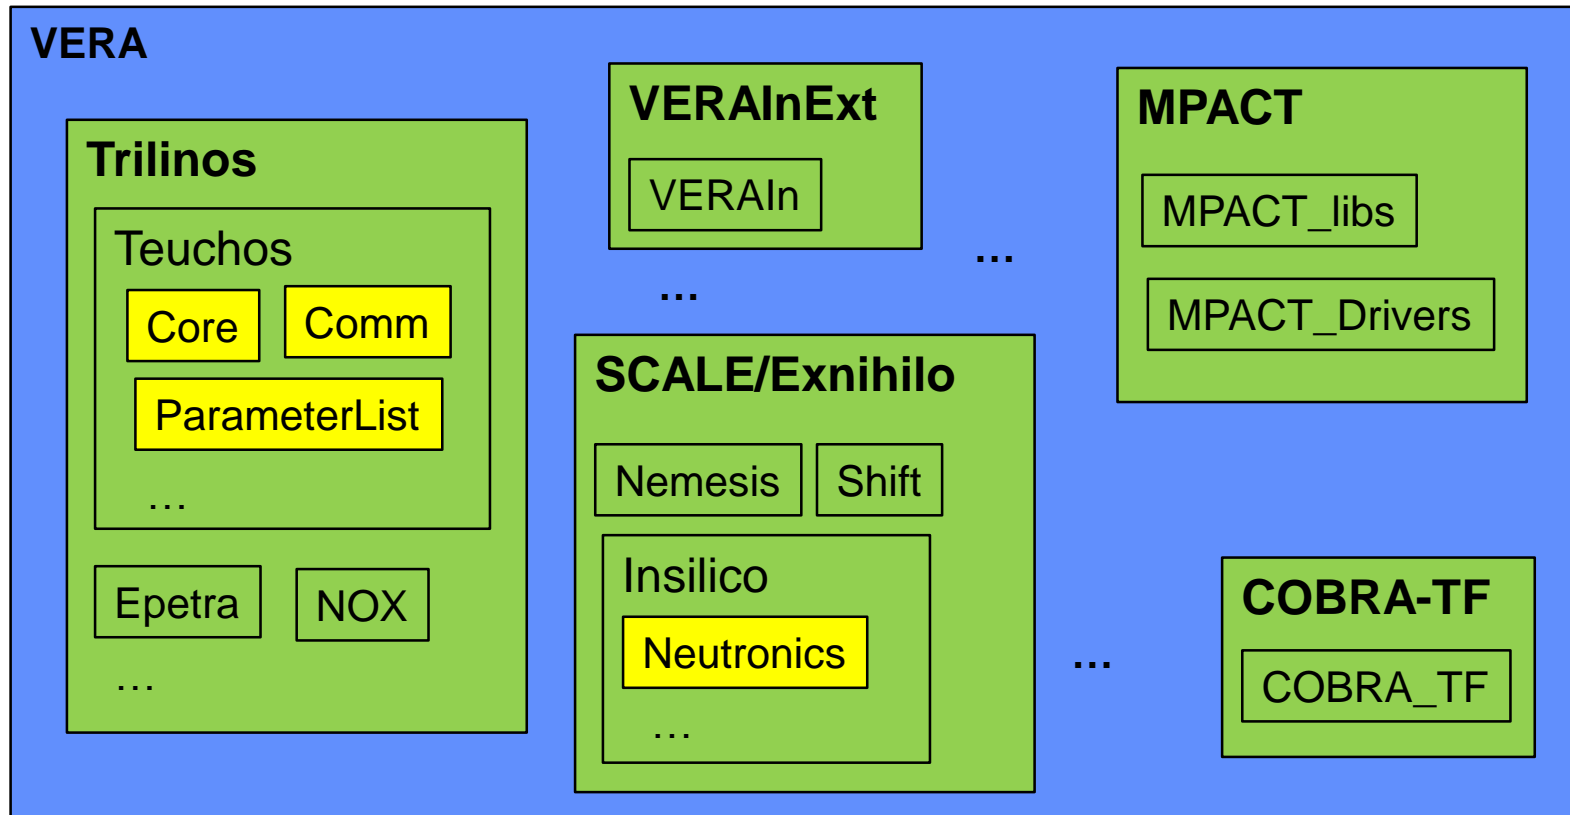 VERA
Trilinos
Teuchos
Core
Comm
ParameterList
...
Epetra
NOX
...
VERAInExt
VERAIn
...
...
SCALE/Exnihilo
Nemesis
Shift
Insilico
Neutronics
...
MPACT
MPACT_libs
MPACT_Drivers
...
COBRA-TF
COBRA_TF